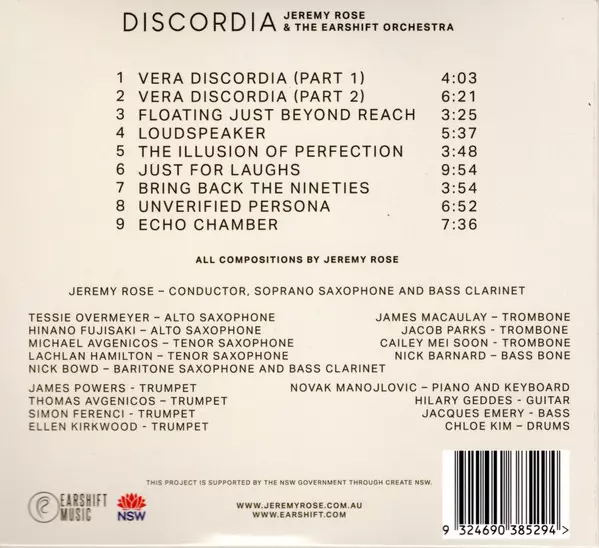 DISCORDIA JEREMY ROSE & THE EARSHIFT ORCHESTRA
1 VERA DISCORDIA (PART 1) 4:03
2 VERA DISCORDIA (PART 2) 6:21
3 FLOATING JUST BEYOND REACH 3:25
4 LOUDSPEAKER 5:37
5 THE ILLUSION OF PERFECTION 3:48
6 JUST FOR LAUGHS 9:54
7 BRING BACK THE NINETIES 3:54
8 UNVERIFIED PERSONA 6:52
9 ECHO CHAMBER 7:36
ALL COMPOSITIONS BY JEREMY ROSE
JEREMY ROSE – CONDUCTOR, SOPRANO SAXOPHONE AND BASS CLARINET
TESSIE OVERMEYER – ALTO SAXOPHONE
HINANO FUJISAKI – ALTO SAXOPHONE
MICHAEL AVGENICOS – TENOR SAXOPHONE
LACHLAN HAMILTON – TENOR SAXOPHONE
NICK BOWD – BARITONE SAXOPHONE AND BASS CLARINET
JAMES MACAULAY – TROMBONE
JACOB PARKS – TROMBONE
CAILEY MEI SOON – TROMBONE
NICK BARNARD – BASS BONE
JAMES POWERS - TRUMPET
THOMAS AVGENICOS – TRUMPET
SIMON FERENCI – TRUMPET
ELLEN KIRKWOOD – TRUMPET
NOVAK MANOJLOVIC – PIANO AND KEYBOARD
HILARY GEDDES – GUITAR
JACQUES EMERY – BASS
CHLOE KIM – DRUMS
THIS PROJECT IS SUPPORTED BY THE NSW GOVERNMENT THROUGH CREATE NSW.
EARSHIFT
MUSIC
NSW
WWW.JEREMYROSE.COM.AU
WWW.EARSHIFT.COM
9 324690 385294 >